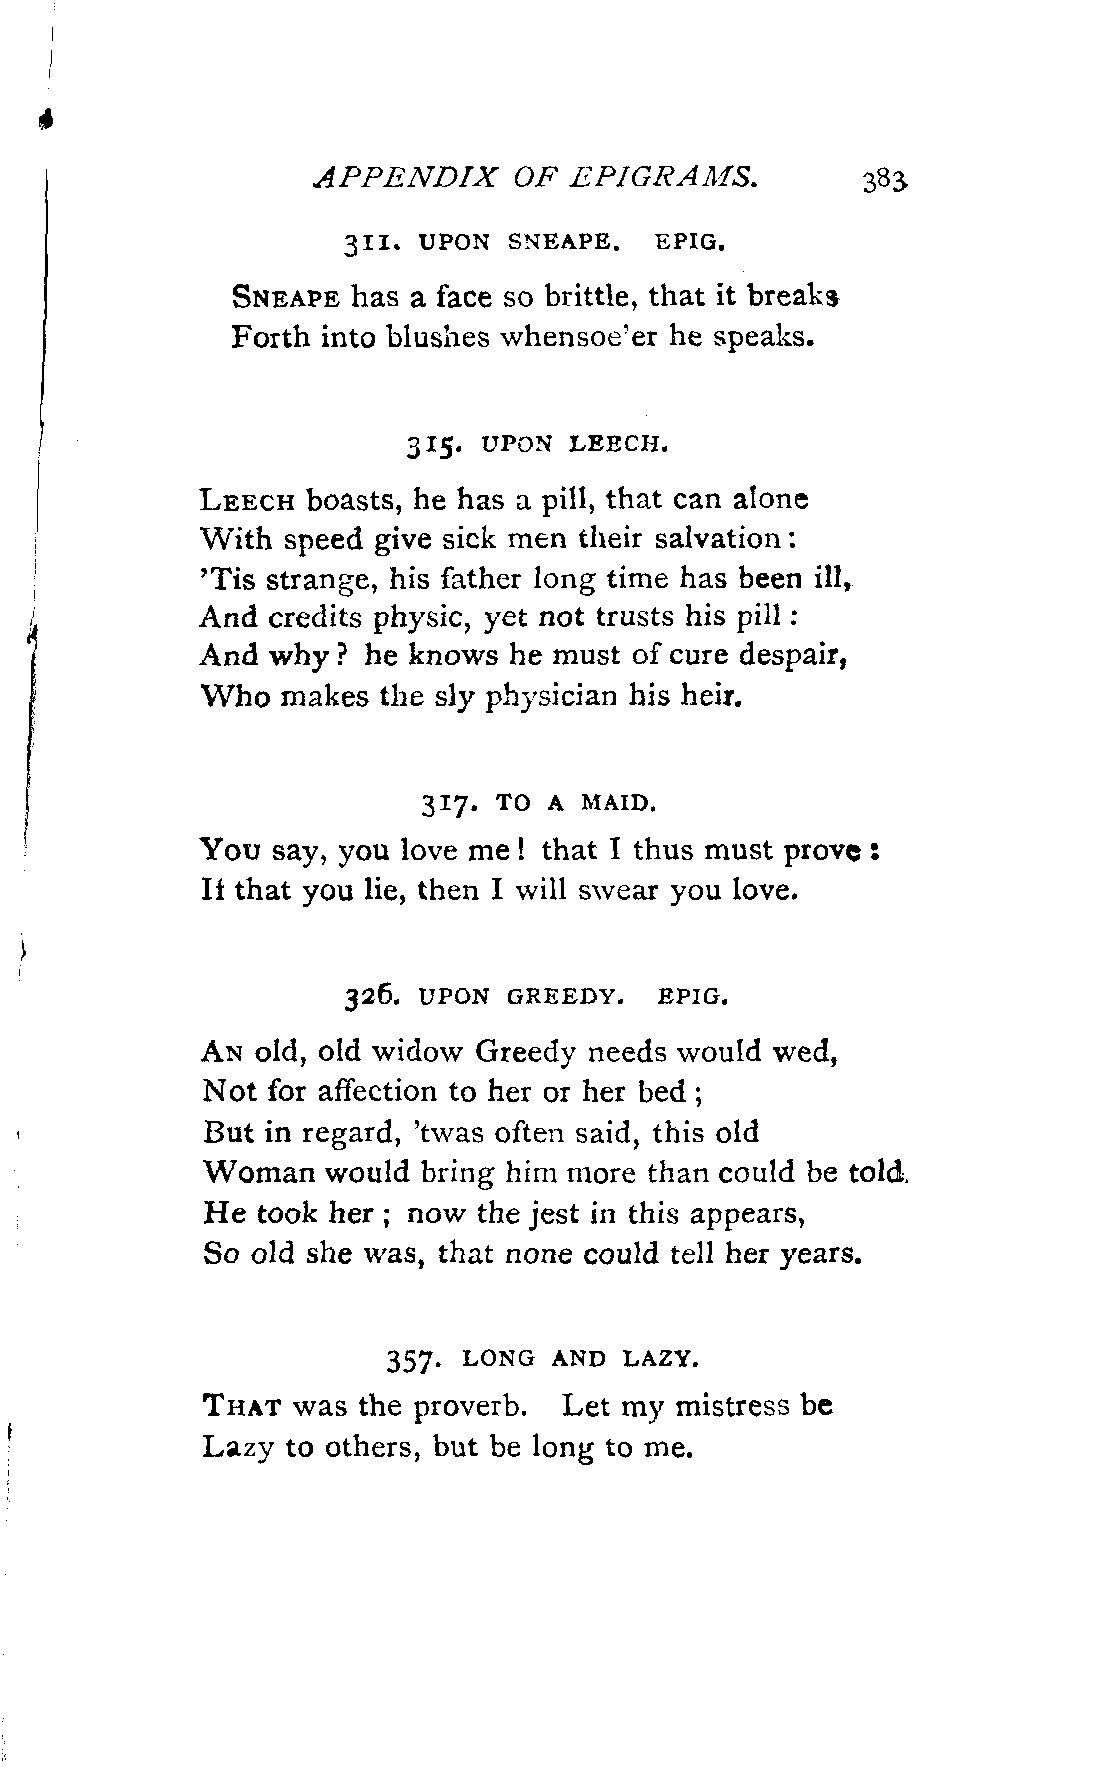 APPENDIX OF EPIGRAMS. 383
311. UPON SNEAPE. EPIG.
SNEAPE has a face so brittle, that it breaks
Forth into blushes whensoe'er he speaks.
315. UPON LEECH.
LEECH boasts, he has a pill, that can alone
With speed give sick men their salvation:
'Tis strange, his father long time has been ill,
And credits physic, yet not trusts his pill:
And why? he knows he must of cure despair,
Who makes the sly physician his heir.
317. TO A MAID.
You say, you love me! that I thus must prove:
If that you lie, then I will swear you love.
326. UPON GREEDY. EPIG.
AN old, old widow Greedy needs would wed,
Not for affection to her or her bed;
But in regard, 'twas often said, this old
Woman would bring him more than could be told.
He took her; now the jest in this appears,
So old she was, that none could tell her years.
357. LONG AND LAZY.
THAT was the proverb. Let my mistress be
Lazy to others, but be long to me.